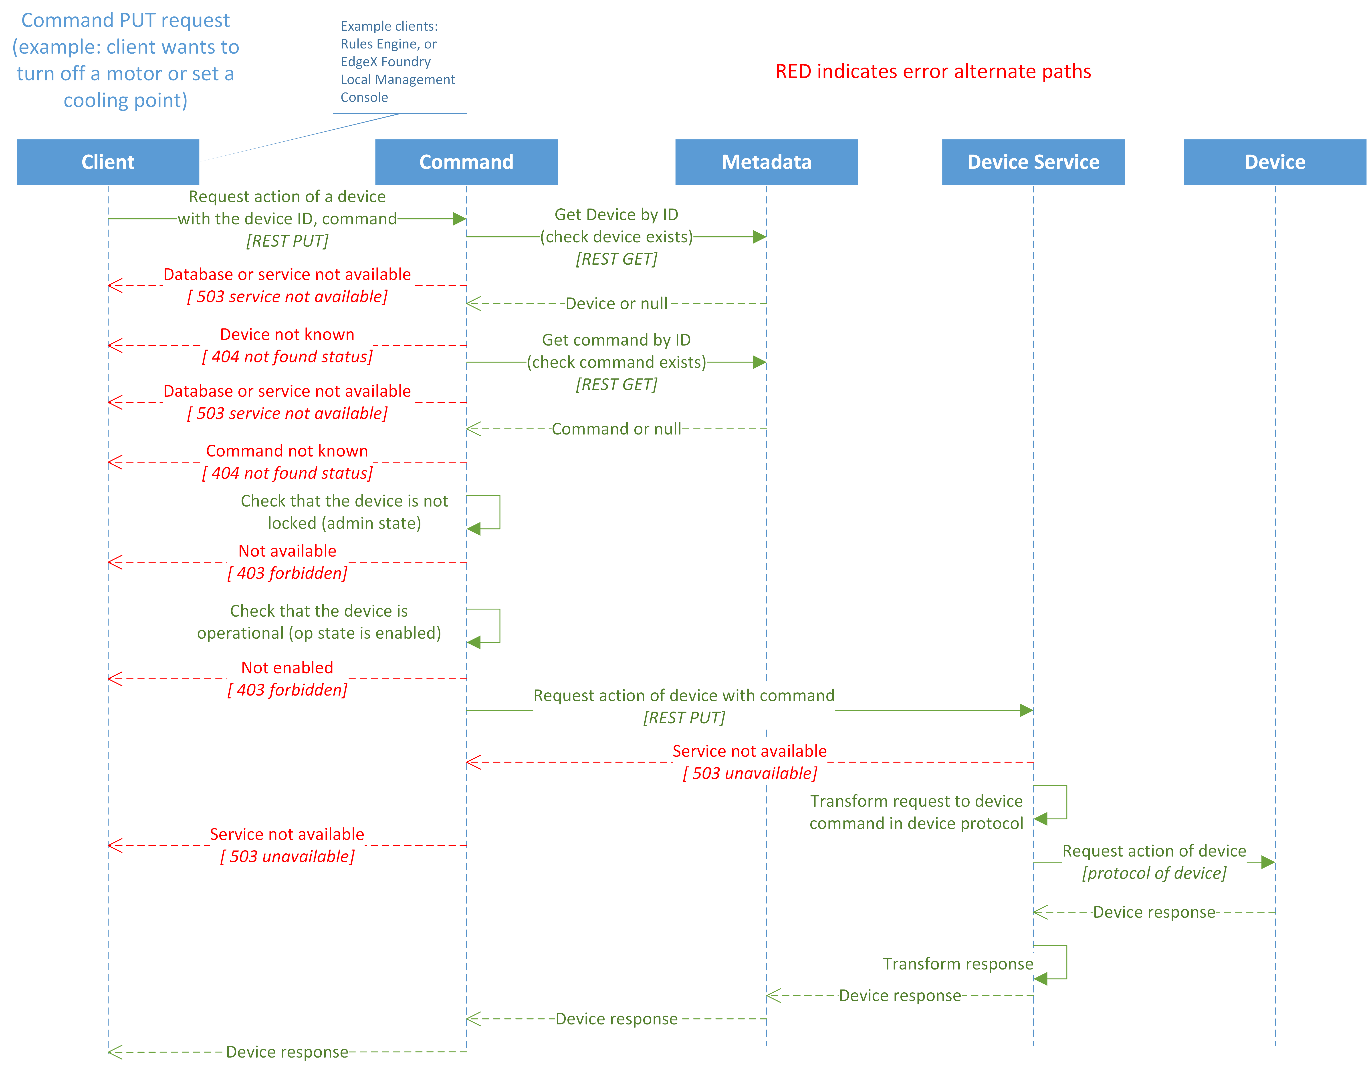 Command PUT request
(example: client wants to
turn off a motor or set a
cooling point)
Example clients:
Rules Engine, or
EdgeX Foundry
Local Management
Console
RED indicates error alternate paths
Client
Command
Metadata
Device Service
Device
Request action of a device
with the device ID, command
[REST PUT]
Get Device by ID
(check device exists)
[REST GET]
Database or service not available
[ 503 service not available]
Device or null
Device not known
[ 404 not found status]
Get command by ID
(check command exists)
[REST GET]
Database or service not available
[ 503 service not available]
Command or null
Command not known
[ 404 not found status]
Check that the device is not
locked (admin state)
Not available
[ 403 forbidden]
Check that the device is
operational (op state is enabled)
Not enabled
[ 403 forbidden]
Request action of device with command
[REST PUT]
Service not available
[ 503 unavailable]
Transform request to device
command in device protocol
Service not available
[ 503 unavailable]
Request action of device
[protocol of device]
Device response
Transform response
Device response
Device response
Device response